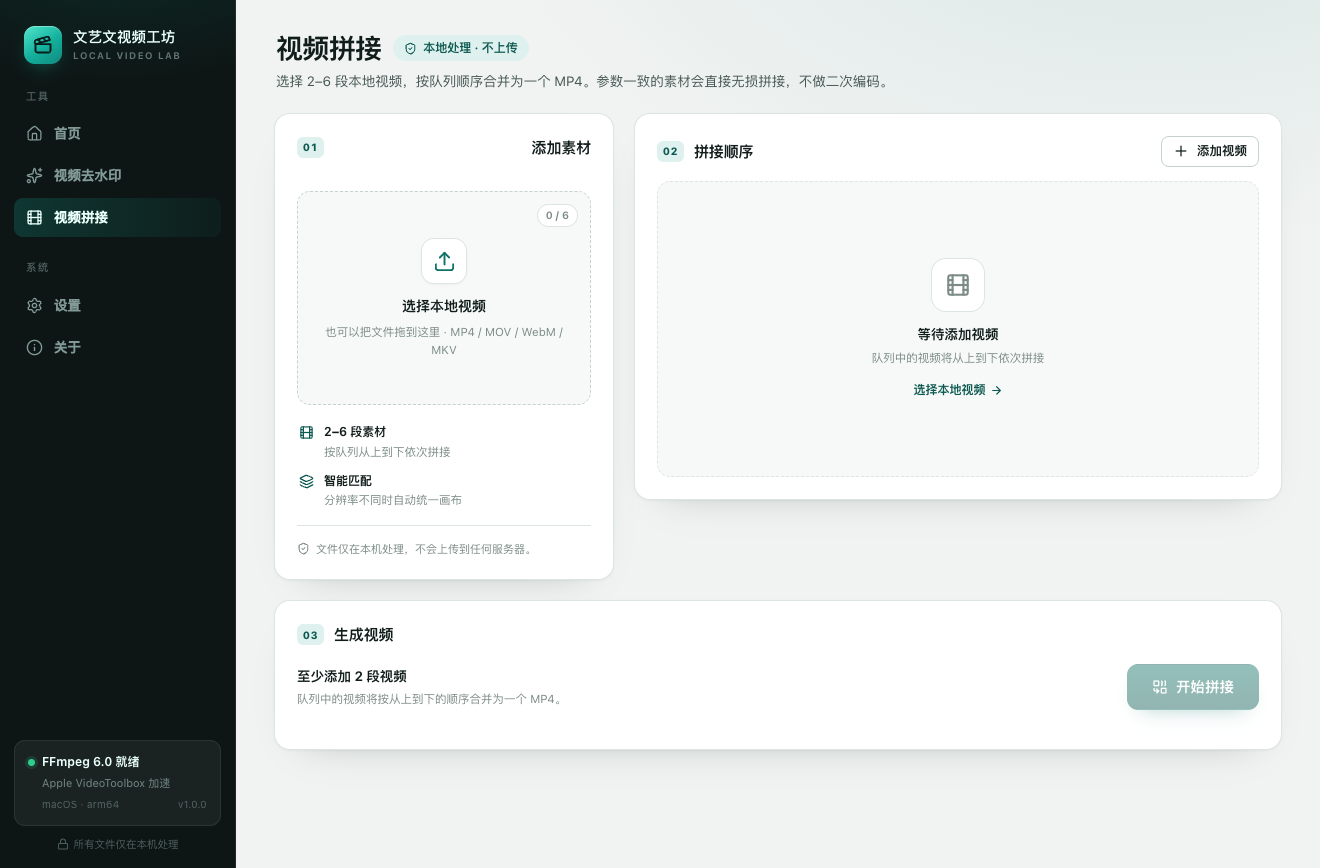 文艺文视频工坊
LOCAL VIDEO LAB
工具
首页
视频去水印
视频拼接
系统
设置
关于
FFmpeg 6.0 就绪
Apple VideoToolbox 加速
macOS · arm64
v1.0.0
所有文件仅在本机处理
视频拼接
本地处理 · 不上传
选择 2–6 段本地视频，按队列顺序合并为一个 MP4。参数一致的素材会直接无损拼接，不做二次编码。
01
添加素材
0 / 6
选择本地视频
也可以把文件拖到这里 · MP4 / MOV / WebM /
MKV
2–6 段素材
按队列从上到下依次拼接
智能匹配
分辨率不同时自动统一画布
文件仅在本机处理，不会上传到任何服务器。
02
拼接顺序
添加视频
等待添加视频
队列中的视频将从上到下依次拼接
选择本地视频 →
03
生成视频
至少添加 2 段视频
队列中的视频将按从上到下的顺序合并为一个 MP4。
开始拼接